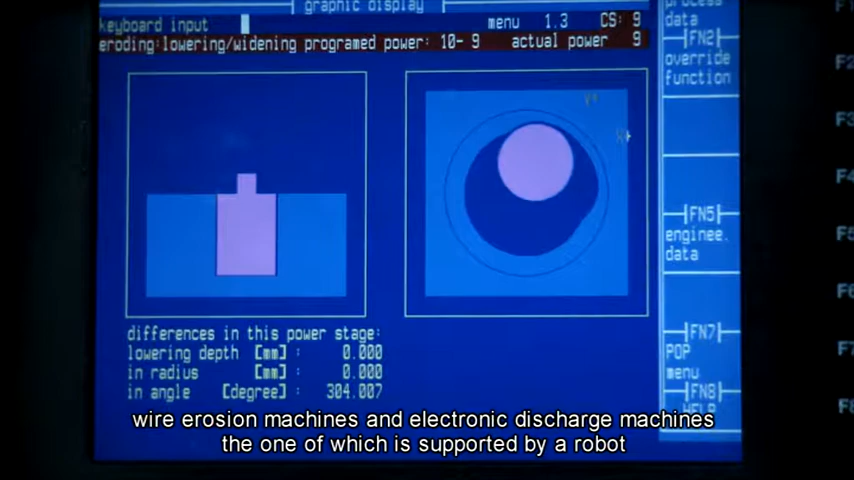 graphic display
process
data
keyboard input
menu 1.3 CS: 9
eroding:lowering/widening programed power: 10- 9 actual power 9
FN2
override
function
FN5
enginee.
data
differences in this power stage:
lowering depth [mm] : 0.000
in radius [mm] : 0.000
in angle [degree] : 304.007
FN7
POP
menu
FN8
HELP
F1
F2
F3
F4
F5
F6
F7
F8
wire erosion machines and electronic discharge machines
the one of which is supported by a robot